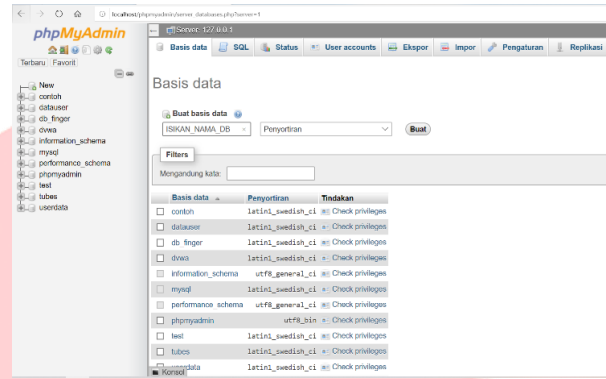 localhost/phpmyadmin/server_databases.php?server=1
phpMyAdmin
Terbaru Favorit
New
contoh
datauser
db_finger
dvwa
information_schema
mysql
performance_schema
phpmyadmin
test
tubes
userdata
Server: 127.0.0.1
Basis data SQL Status User accounts Ekspor Impor Pengaturan Replikasi
Basis data
Buat basis data
ISIKAN_NAMA_DB Penyortiran Buat
Filters
Mengandung kata:
Basis data Penyortiran Tindakan
contoh latin1_swedish_ci Check privileges
datauser latin1_swedish_ci Check privileges
db_finger latin1_swedish_ci Check privileges
dvwa latin1_swedish_ci Check privileges
information_schema utf8_general_ci Check privileges
mysql latin1_swedish_ci Check privileges
performance_schema utf8_general_ci Check privileges
phpmyadmin utf8_bin Check privileges
test latin1_swedish_ci Check privileges
tubes latin1_swedish_ci Check privileges
userdata latin1_swedish_ci Check privileges
Konsol